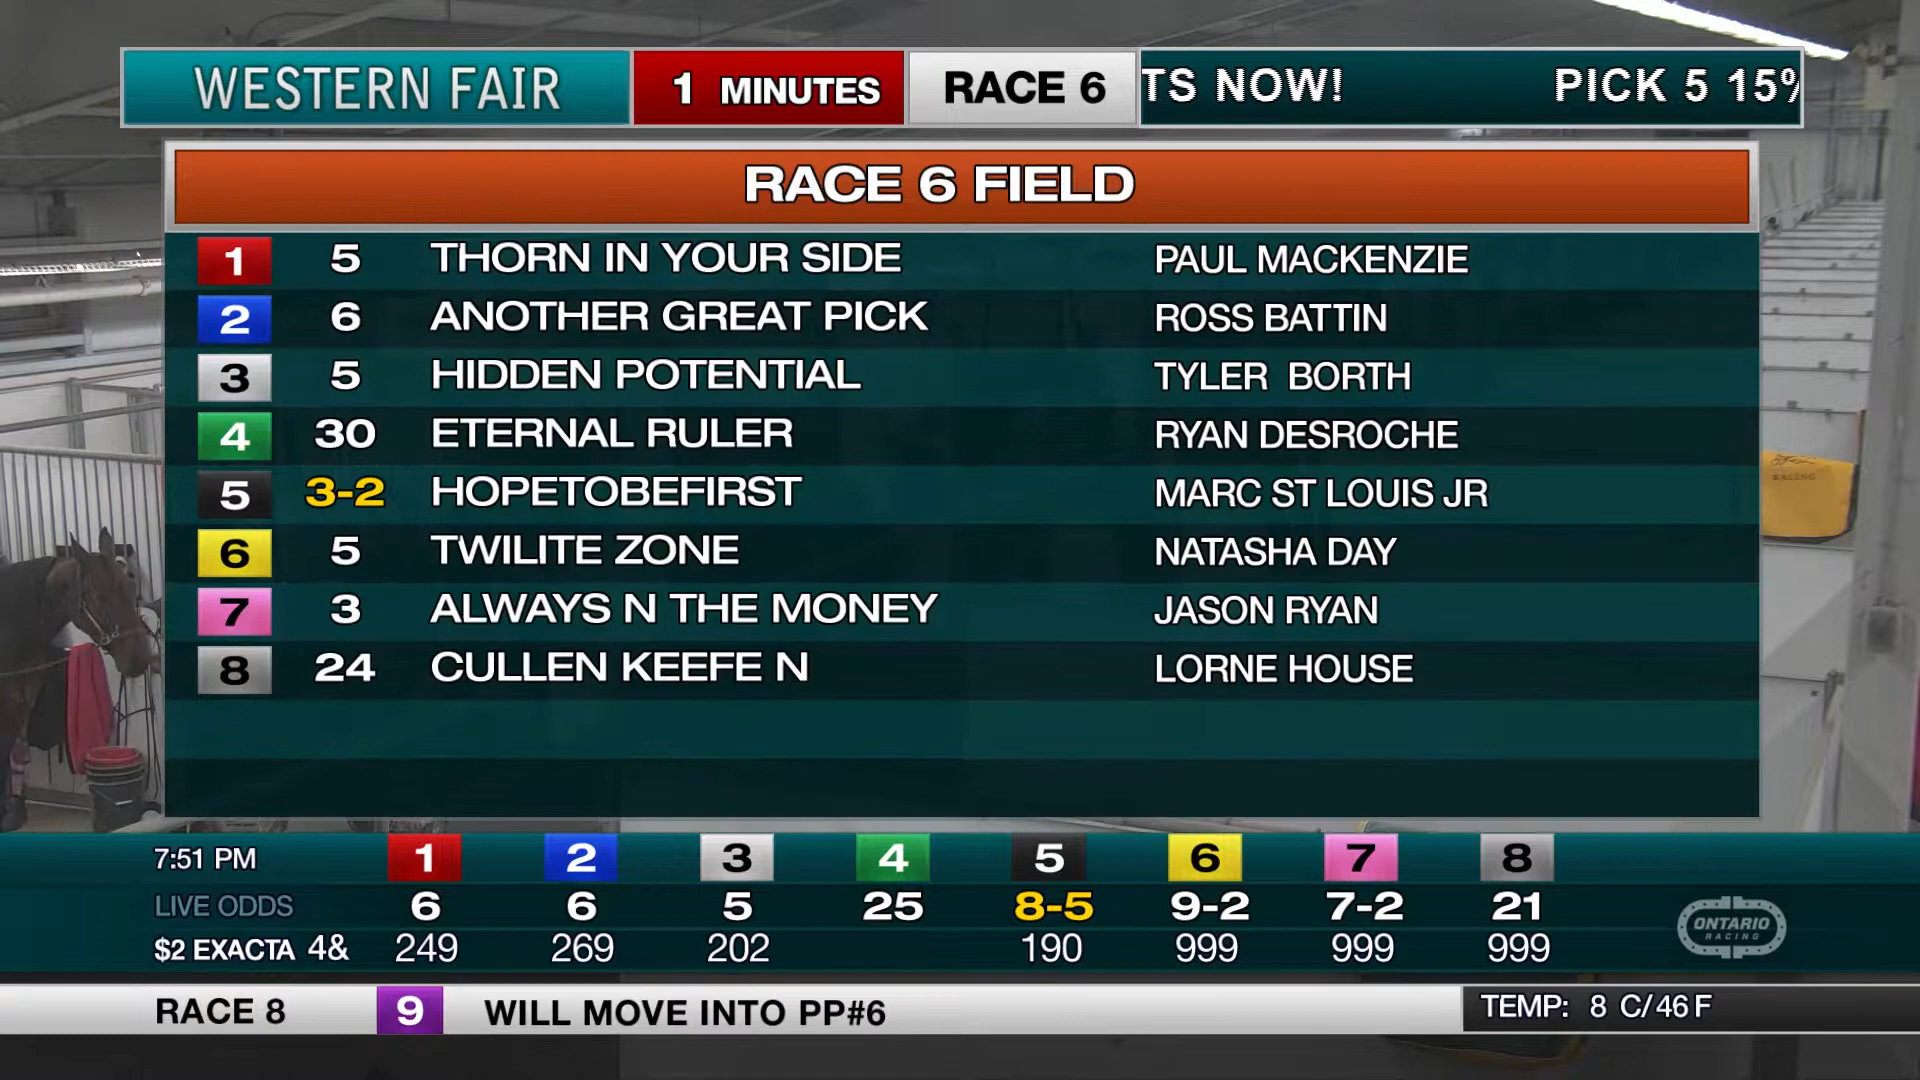 WESTERN FAIR 1 MINUTES RACE 6 TS NOW! PICK 5 15%
RACE 6 FIELD
1 5 THORN IN YOUR SIDE PAUL MACKENZIE
2 6 ANOTHER GREAT PICK ROSS BATTIN
3 5 HIDDEN POTENTIAL TYLER BORTH
4 30 ETERNAL RULER RYAN DESROCHE
5 3-2 HOPETOBEFIRST MARC ST LOUIS JR
6 5 TWILITE ZONE NATASHA DAY
7 3 ALWAYS N THE MONEY JASON RYAN
8 24 CULLEN KEEFE N LORNE HOUSE
RACING
7:51 PM 1 2 3 4 5 6 7 8
LIVE ODDS 6 6 5 25 8-5 9-2 7-2 21
$2 EXACTA 4& 249 269 202 190 999 999 999
ONTARIO
RACING
RACE 8 9 WILL MOVE INTO PP#6 TEMP: 8 C/46 F